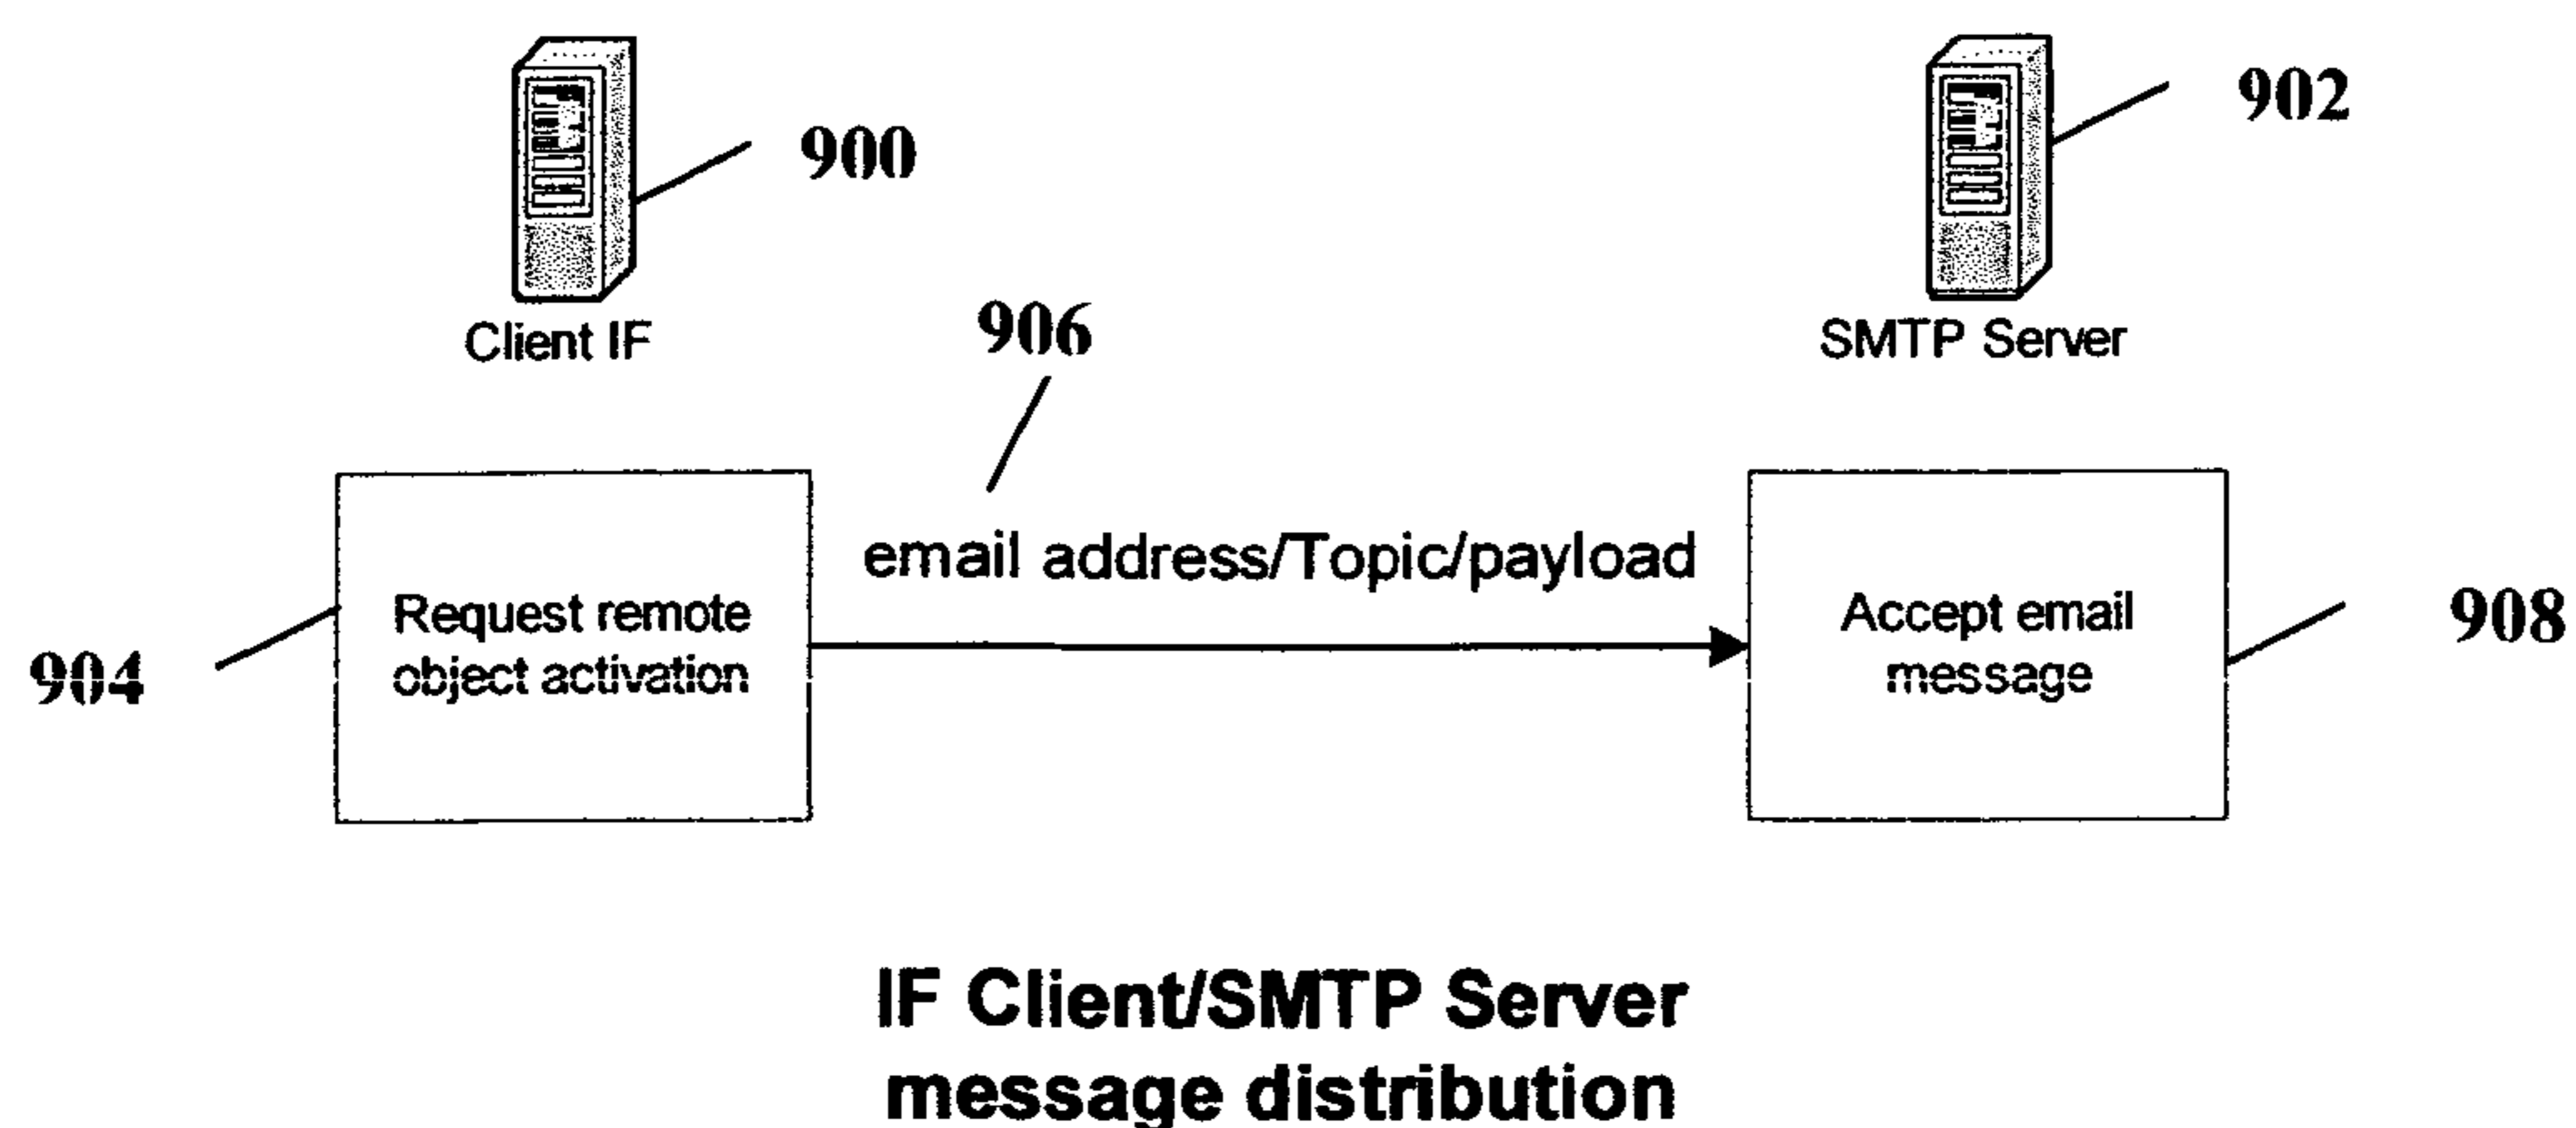 900
902
Client IF
SMTP Server
906
email address/Topic/payload
Request remote
object activation
Accept email
message
904
908
IF Client/SMTP Server
message distribution